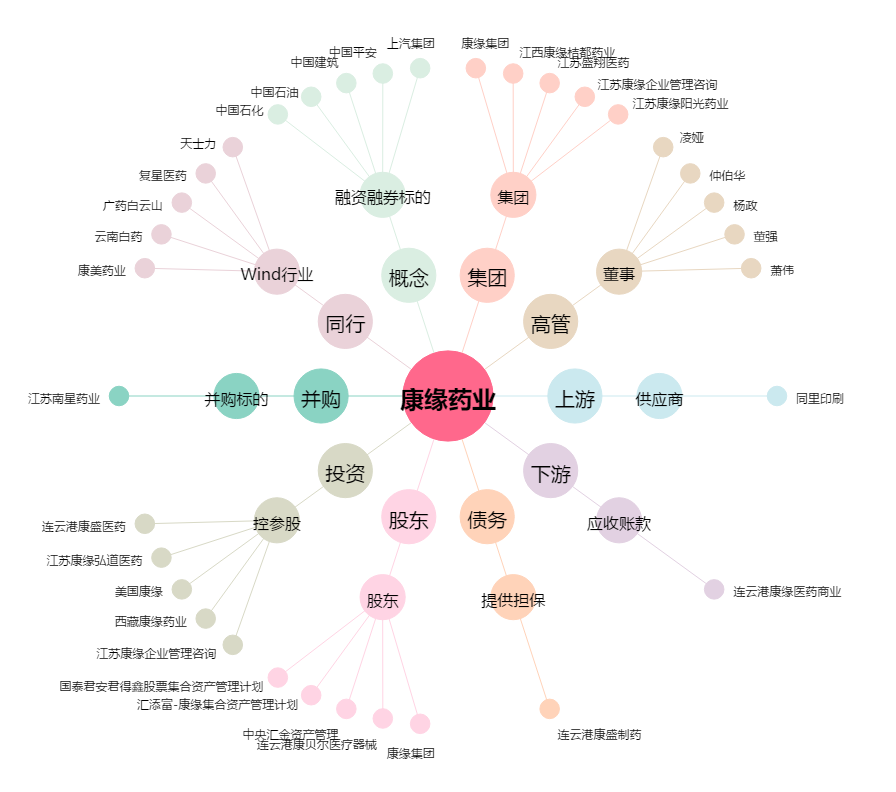 上汽集团
中国平安
中国建筑
中国石油
中国石化
康缘集团
江西康缘桔都药业
江苏盛翔医药
江苏康缘企业管理咨询
江苏康缘阳光药业
天士力
复星医药
广药白云山
云南白药
康美药业
融资融券标的
集团
凌娅
仲伯华
杨政
萧伟
Wind行业
概念
集团
董事
同行
高管
江苏南星药业
并购标的
并购
康缘药业
上游
供应商
同里印刷
投资
下游
控参股
股东
债务
应收账款
连云港康盛医药
江苏康缘弘道医药
美国康缘
西藏康缘药业
江苏康缘企业管理咨询
股东
提供担保
连云港康缘医药商业
国泰君安君得鑫股票集合资产管理计划
汇添富-康缘集合资产管理计划
中央汇金资产管理
连云港康贝尔医疗器械
康缘集团
连云港康盛制药